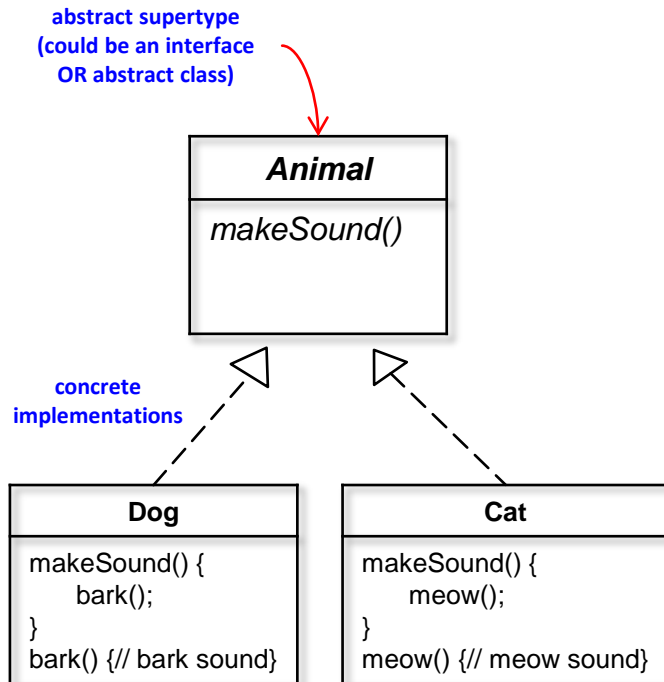 abstract supertype
(could be an interface
OR abstract class)
Animal
makeSound()
concrete
implementations
Dog
makeSound() {
bark();
}
bark() {// bark sound}
Cat
makeSound() {
meow();
}
meow() {// meow sound}